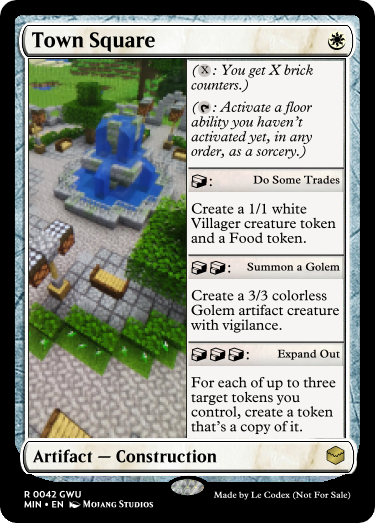 Town Square
(X: You get X brick
counters.)
(: Activate a floor
ability you haven't
activated yet, in any
order, as a sorcery.)
: Do Some Trades
Create a 1/1 white
Villager creature token
and a Food token.
: Summon a Golem
Create a 3/3 colorless
Golem artifact creature
with vigilance.
: Expand Out
For each of up to three
target tokens you
control, create a token
that's a copy of it.
Artifact — Construction
R 0042 GWU
MIN • EN Mojang Studios
Made by Le Codex (Not For Sale)